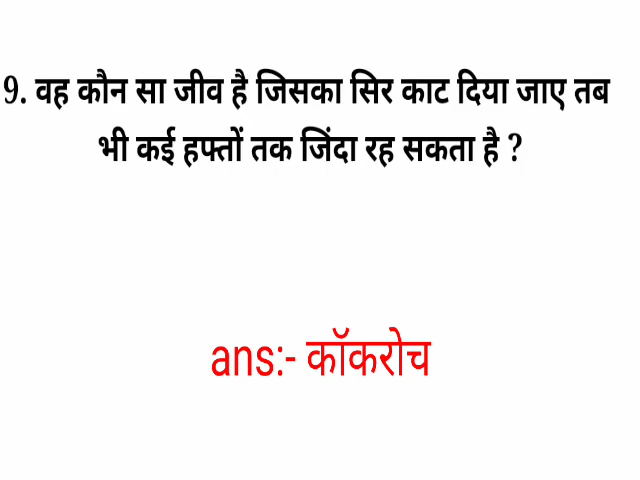 9. वह कौन सा जीव है जिसका सिर काट दिया जाए तब
भी कई हफ्तों तक जिंदा रह सकता है ?
ans:- कॉकरोच